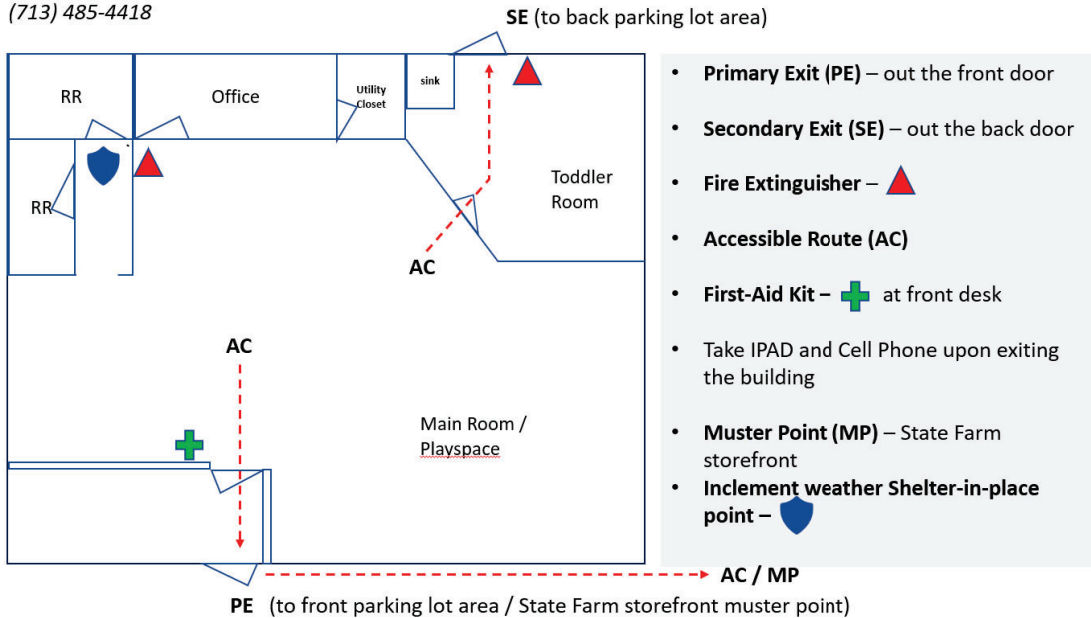 (713) 485-4418
SE (to back parking lot area)
RR
Office
Utility
Closet
sink
RR
Toddler
Room
AC
AC
Main Room /
Playspace
AC / MP
PE (to front parking lot area / State Farm storefront muster point)
• Primary Exit (PE) – out the front door
• Secondary Exit (SE) – out the back door
• Fire Extinguisher –
• Accessible Route (AC)
• First-Aid Kit – at front desk
• Take IPAD and Cell Phone upon exiting
the building
• Muster Point (MP) – State Farm
storefront
• Inclement weather Shelter-in-place
point –